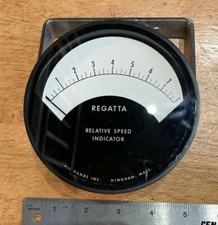 1 2 3 4 5 6 7
REGATTA
RELATIVE SPEED
INDICATOR
ALL HANDS INC. HINGHAM, MASS.
1 2 3 4 5